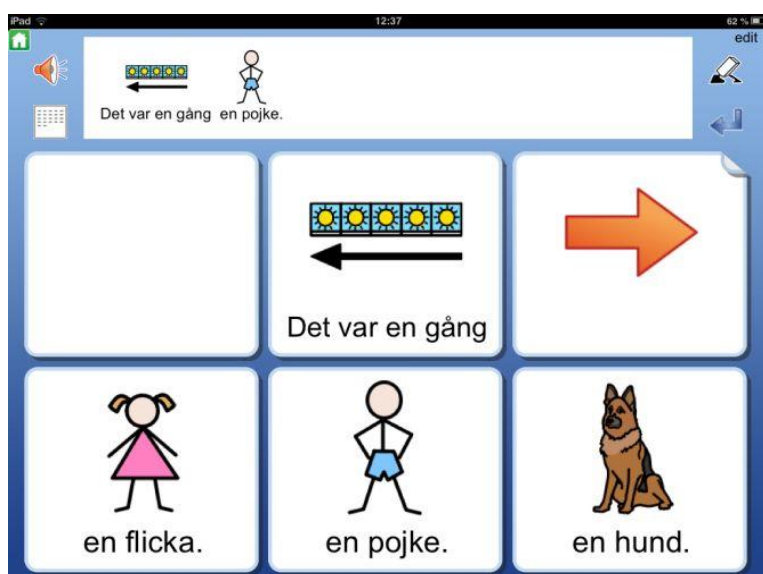 iPad 12:37 62 %
edit
Det var en gång en pojke.
Det var en gång
en flicka. en pojke. en hund.